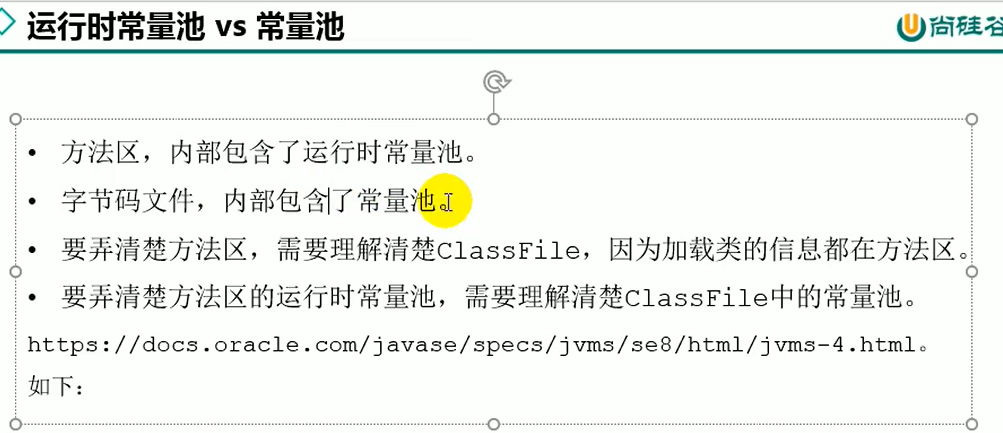 运行时常量池 vs 常量池
尚硅谷
• 方法区，内部包含了运行时常量池。
• 字节码文件，内部包含了常量池。
• 要弄清楚方法区，需要理解清楚ClassFile，因为加载类的信息都在方法区。
• 要弄清楚方法区的运行时常量池，需要理解清楚ClassFile中的常量池。
https://docs.oracle.com/javase/specs/jvms/se8/html/jvms-4.html。
如下：